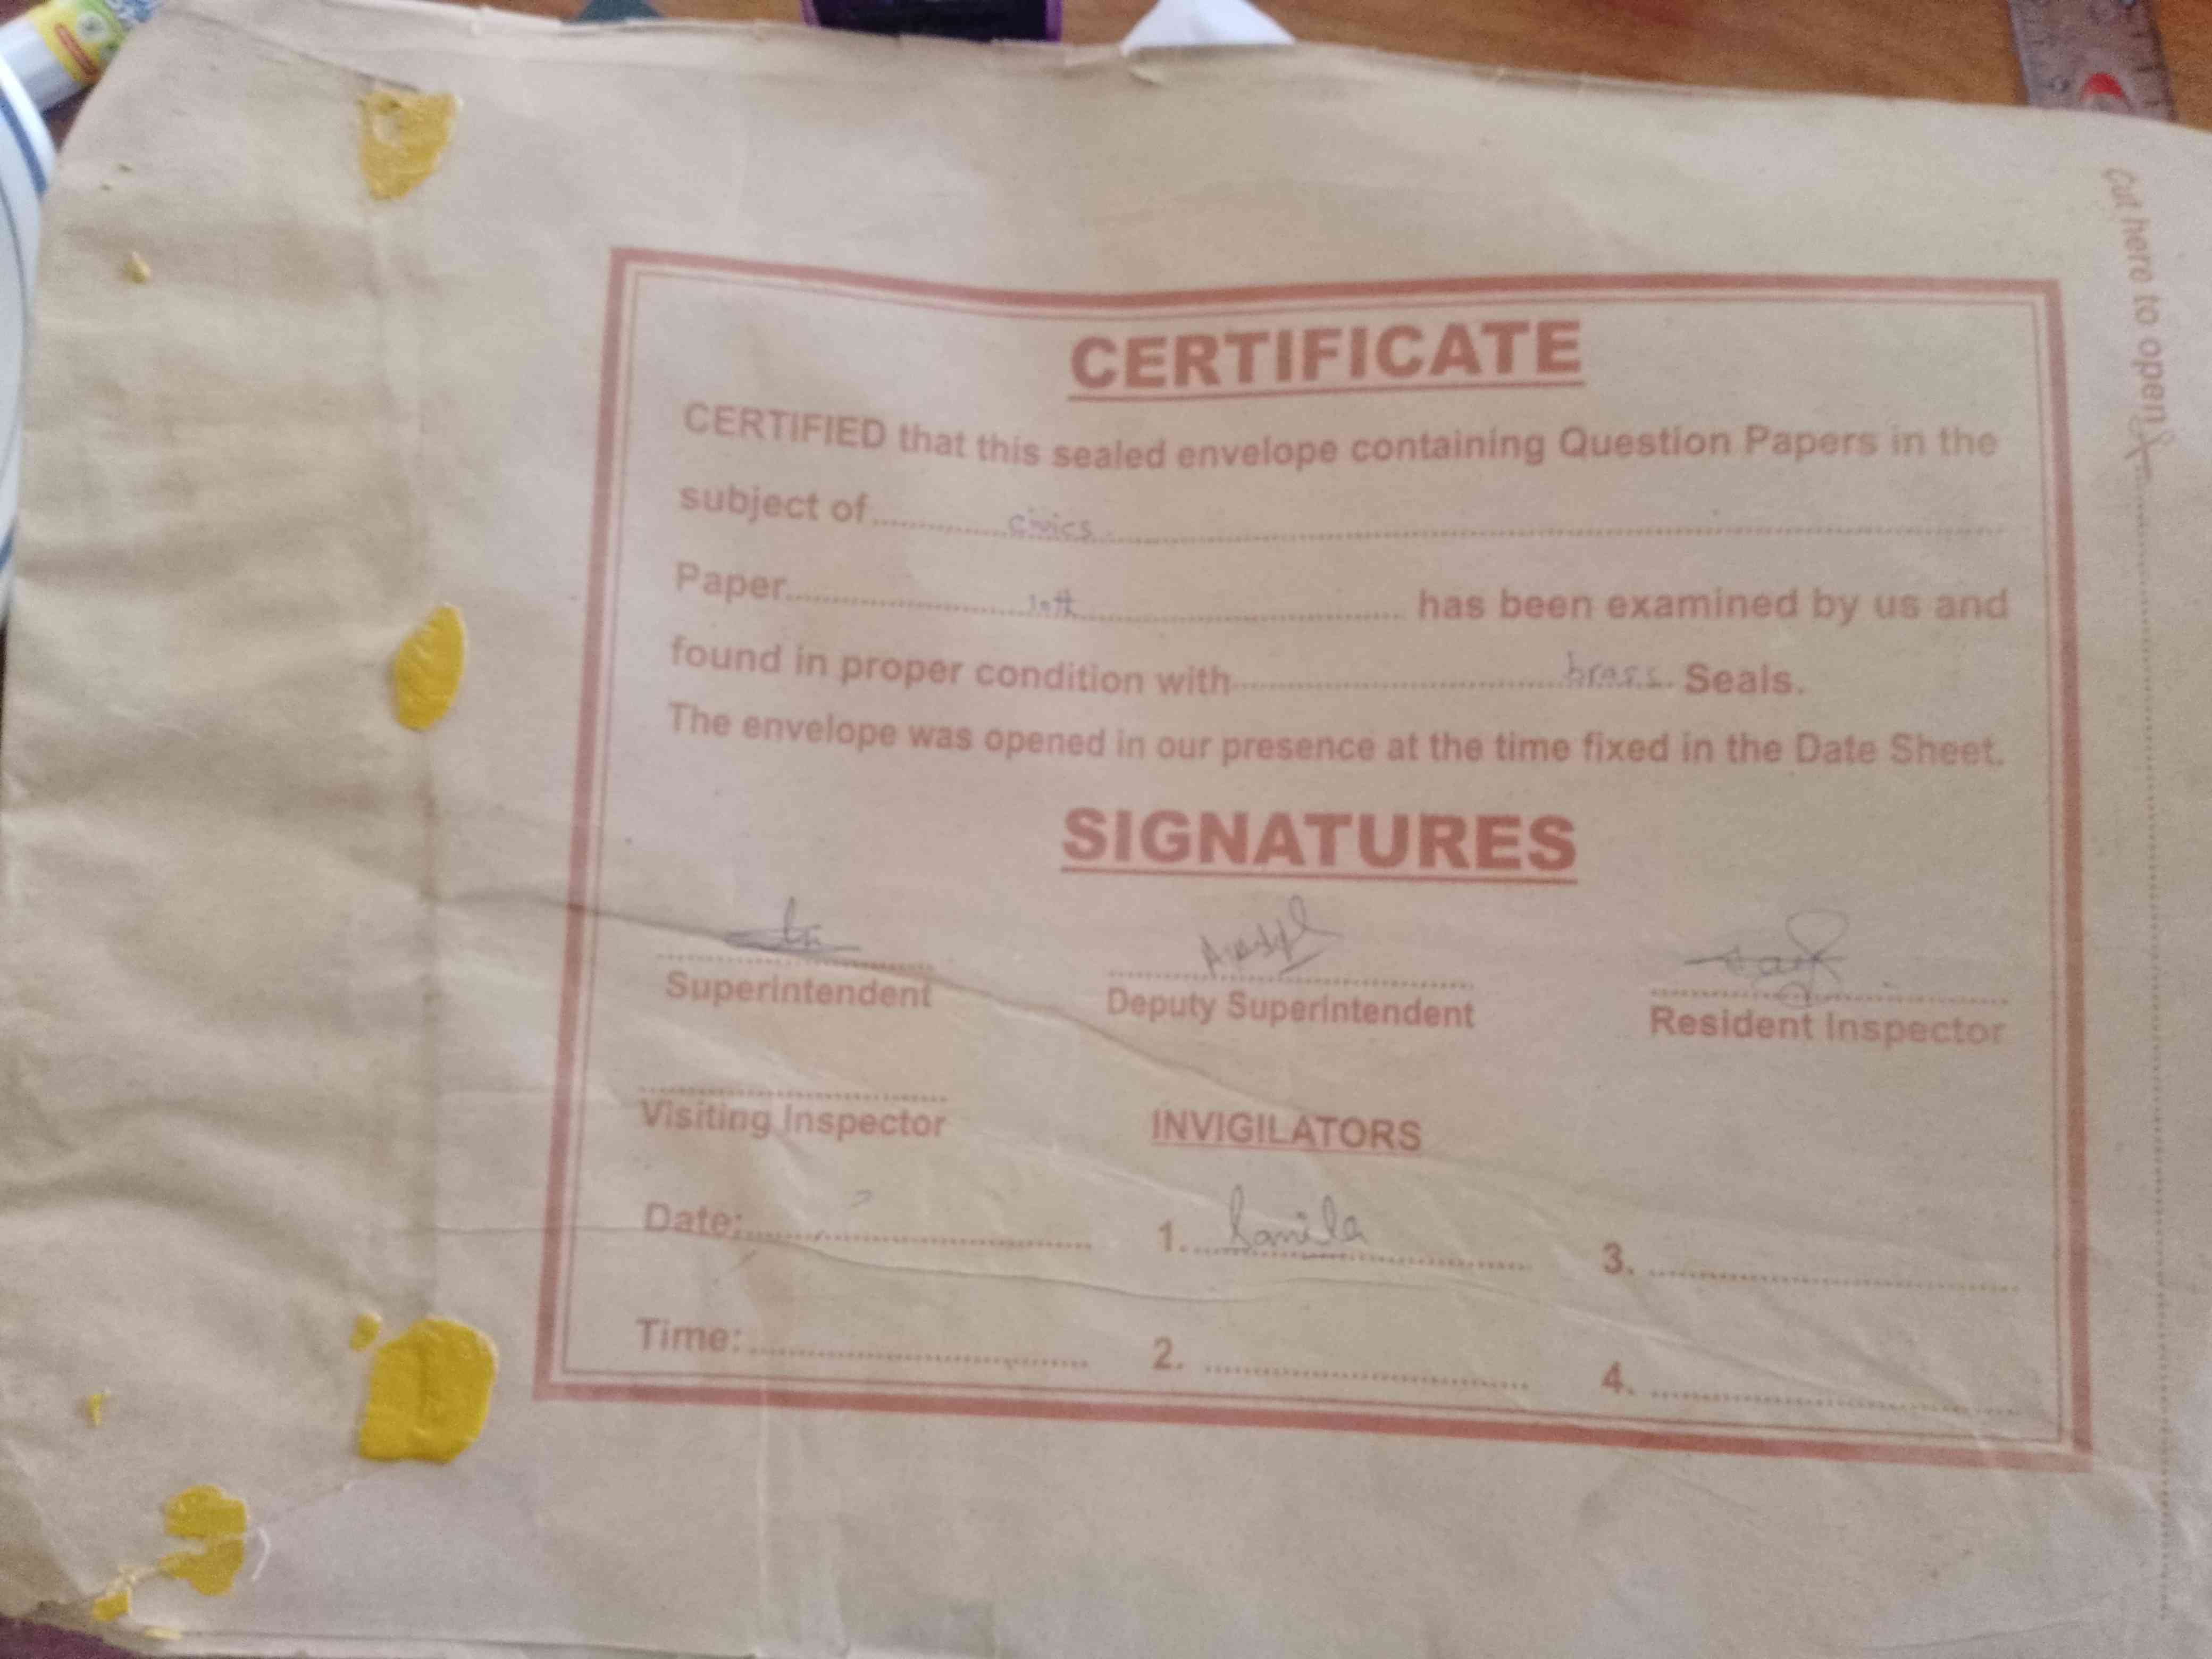 Cut here to open
CERTIFICATE
CERTIFIED that this sealed envelope containing Question Papers in the
subject of civics
Paper has been examined by us and
found in proper condition with brass Seals.
The envelope was opened in our presence at the time fixed in the Date Sheet.
SIGNATURES
Superintendent Deputy Superintendent Resident Inspector
Visiting Inspector INVIGILATORS
Date: 1. 3.
Time: 2. 4.